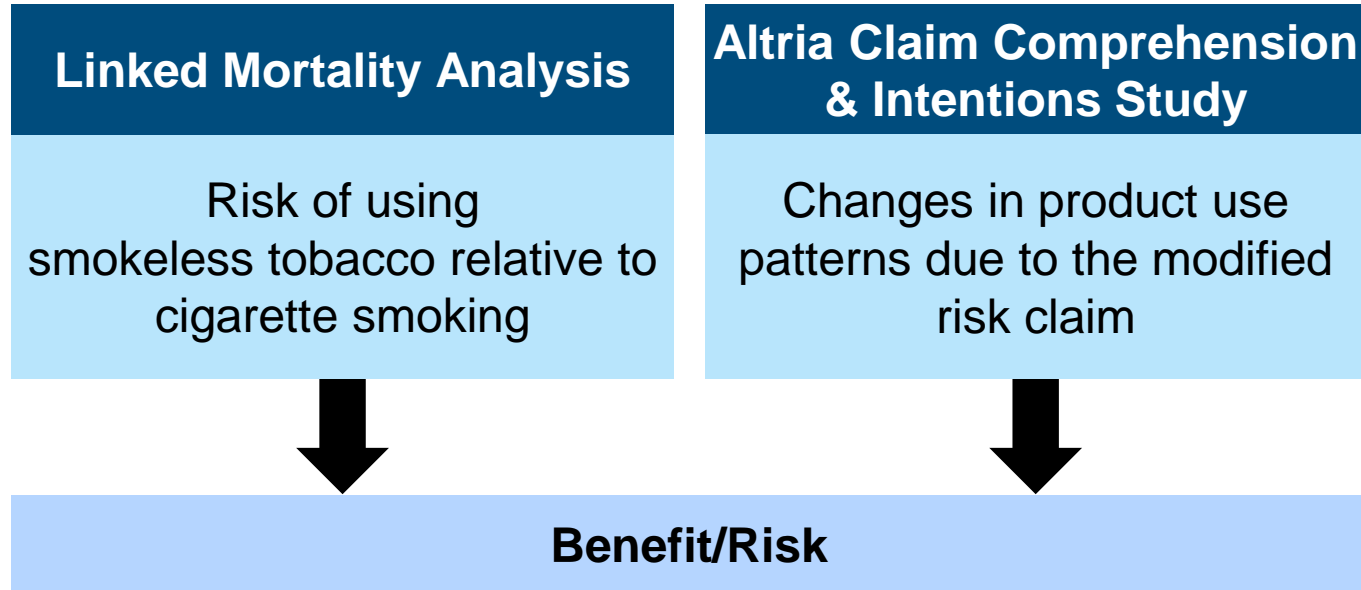 Linked Mortality Analysis
Risk of using
smokeless tobacco relative to
cigarette smoking
Altria Claim Comprehension
& Intentions Study
Changes in product use
patterns due to the modified
risk claim
Benefit/Risk